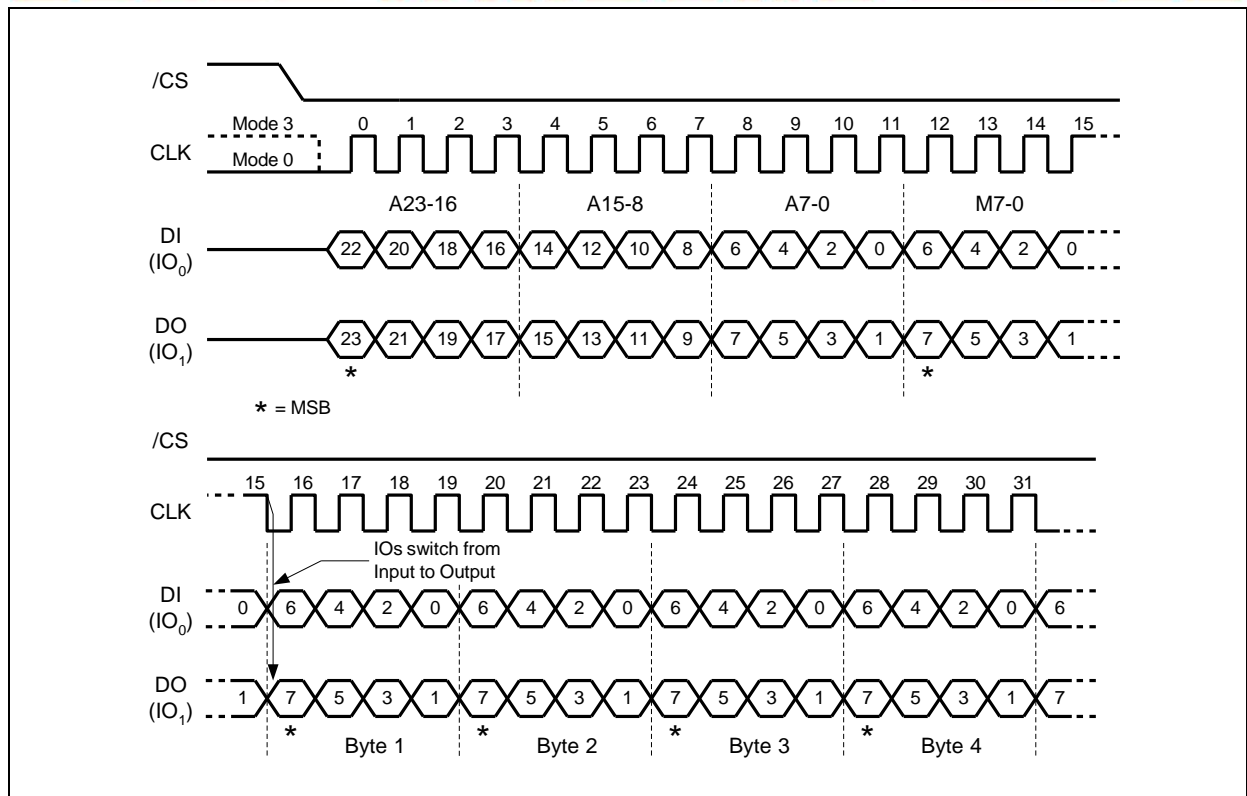 /CS
Mode 3 0 1 2 3 4 5 6 7 8 9 10 11 12 13 14 15
CLK
Mode 0
A23-16 A15-8 A7-0 M7-0
DI
(IO0) 22 20 18 16 14 12 10 8 6 4 2 0 6 4 2 0
DO
(IO1) 23 21 19 17 15 13 11 9 7 5 3 1 7 5 3 1
* *
* = MSB
/CS
15 16 17 18 19 20 21 22 23 24 25 26 27 28 29 30 31
CLK
IOs switch from
Input to Output
DI
(IO0) 0 6 4 2 0 6 4 2 0 6 4 2 0 6 4 2 0 6
DO
(IO1) 1 7 5 3 1 7 5 3 1 7 5 3 1 7 5 3 1 7
* * * *
Byte 1 Byte 2 Byte 3 Byte 4